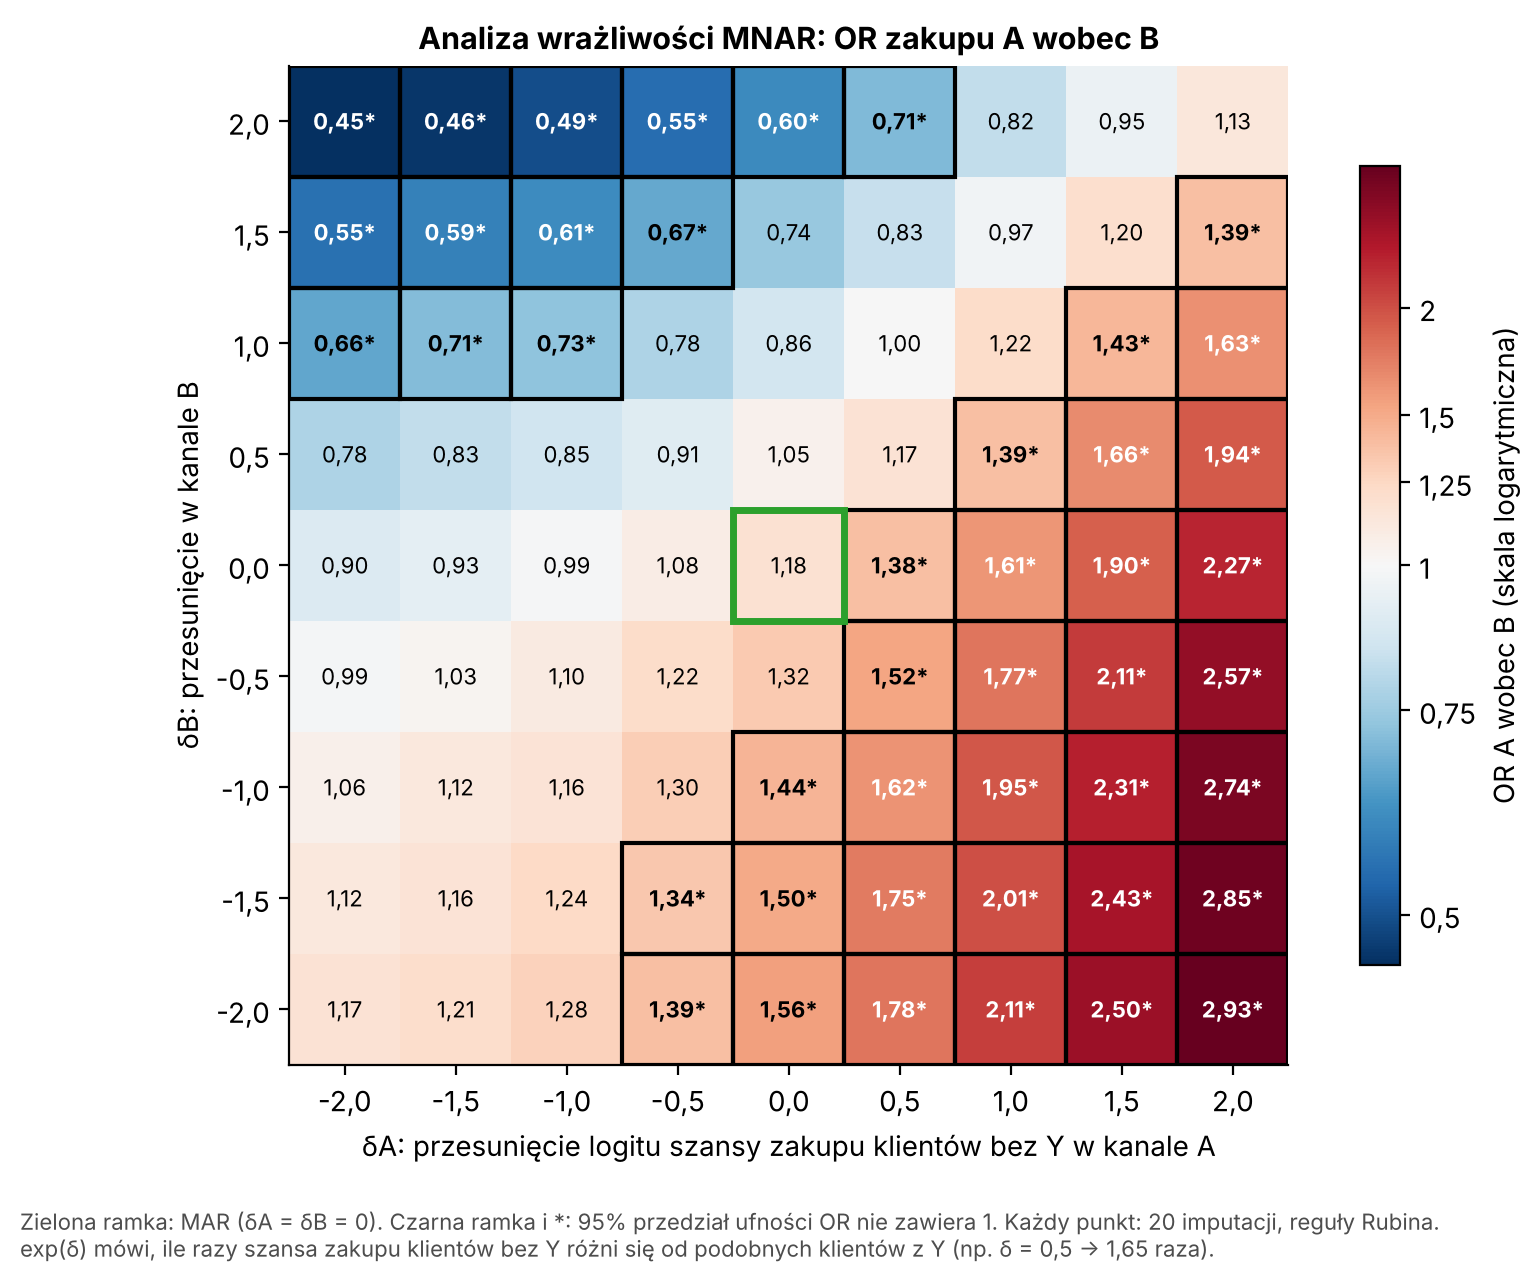 Analiza wrażliwości MNAR: OR zakupu A wobec B
2,0 0,45* 0,46* 0,49* 0,55* 0,60* 0,71* 0,82 0,95 1,13
1,5 0,55* 0,59* 0,61* 0,67* 0,74 0,83 0,97 1,20 1,39*
1,0 0,66* 0,71* 0,73* 0,78 0,86 1,00 1,22 1,43* 1,63*
0,5 0,78 0,83 0,85 0,91 1,05 1,17 1,39* 1,66* 1,94*
0,0 0,90 0,93 0,99 1,08 1,18 1,38* 1,61* 1,90* 2,27*
-0,5 0,99 1,03 1,10 1,22 1,32 1,52* 1,77* 2,11* 2,57*
-1,0 1,06 1,12 1,16 1,30 1,44* 1,62* 1,95* 2,31* 2,74*
-1,5 1,12 1,16 1,24 1,34* 1,50* 1,75* 2,01* 2,43* 2,85*
-2,0 1,17 1,21 1,28 1,39* 1,56* 1,78* 2,11* 2,50* 2,93*
-2,0 -1,5 -1,0 -0,5 0,0 0,5 1,0 1,5 2,0
δA: przesunięcie logitu szansy zakupu klientów bez Y w kanale A
δB: przesunięcie w kanale B
2
1,5
1,25
1
0,75
0,5
OR A wobec B (skala logarytmiczna)
Zielona ramka: MAR (δA = δB = 0). Czarna ramka i *: 95% przedział ufności OR nie zawiera 1. Każdy punkt: 20 imputacji, reguły Rubina.
exp(δ) mówi, ile razy szansa zakupu klientów bez Y różni się od podobnych klientów z Y (np. δ = 0,5 → 1,65 raza).